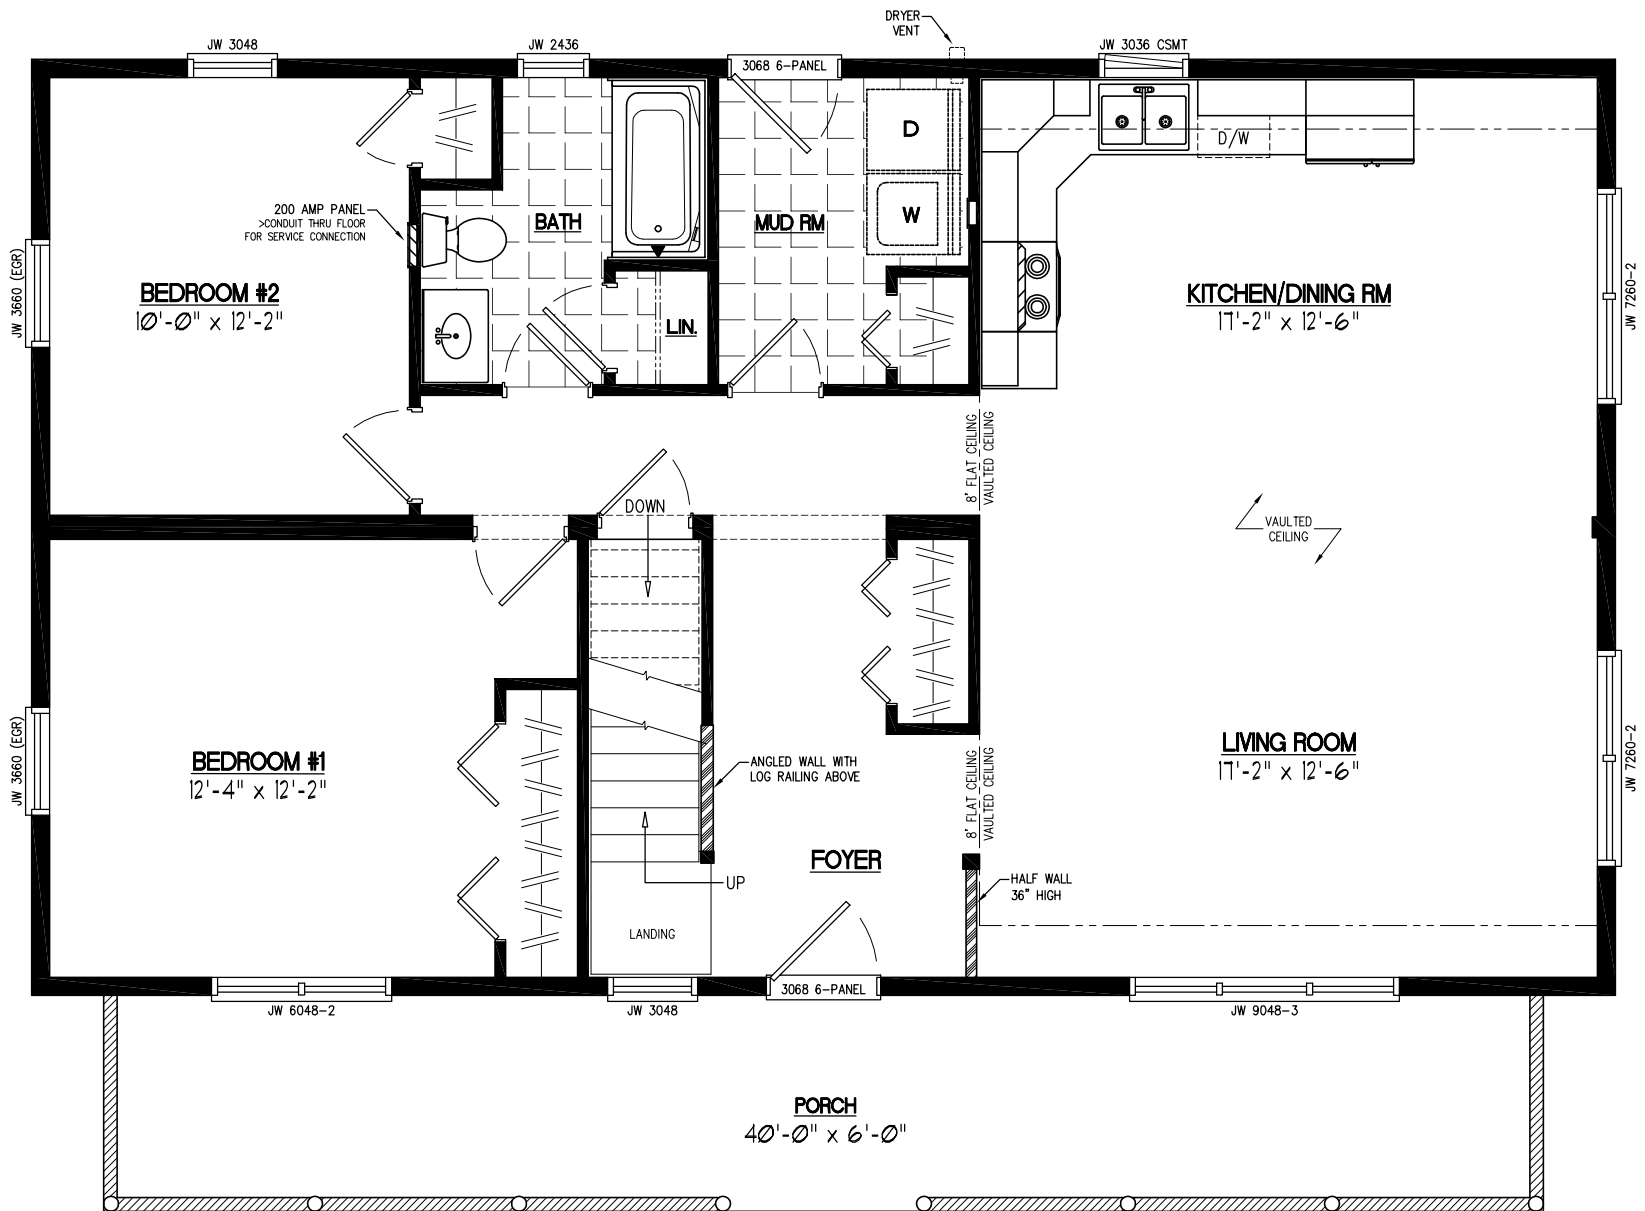 DRYER
VENT
JW 3048
JW 2436
3068 6-PANEL
JW 3036 CSMT
D
D/W
200 AMP PANEL
>CONDUIT THRU FLOOR
FOR SERVICE CONNECTION
BATH
MUD RM
W
JW 3660 (EGR)
BEDROOM #2
10'-0" x 12'-2"
LIN.
KITCHEN/DINING RM
17'-2" x 12'-6"
JW 7260-2
8' FLAT CEILING
VAULTED CEILING
DOWN
VAULTED
CEILING
JW 3660 (EGR)
BEDROOM #1
12'-4" x 12'-2"
ANGLED WALL WITH
LOG RAILING ABOVE
8' FLAT CEILING
VAULTED CEILING
LIVING ROOM
17'-2" x 12'-6"
JW 7260-2
FOYER
UP
HALF WALL
36" HIGH
LANDING
3068 6-PANEL
JW 6048-2
JW 3048
JW 9048-3
PORCH
40'-0" x 6'-0"